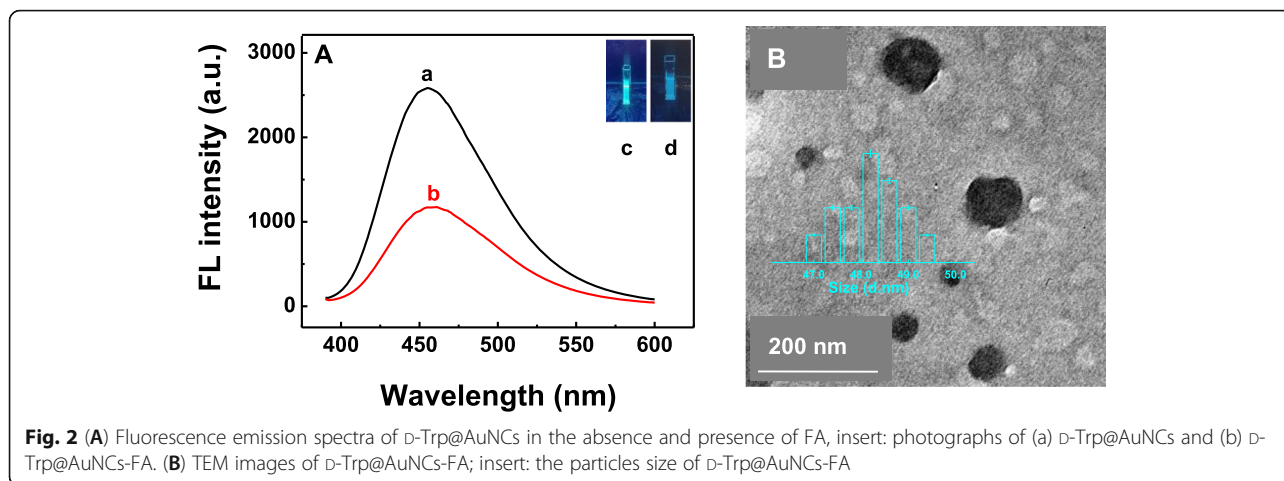 3000
A
a
2000
b
1000
0
FL intensity (a.u.)
400 450 500 550 600
Wavelength (nm)
c d
B
47.0 48.0 49.0 50.0
Size (d.nm)
200 nm
Fig. 2 (A) Fluorescence emission spectra of D-Trp@AuNCs in the absence and presence of FA, insert: photographs of (a) D-Trp@AuNCs and (b) D-
Trp@AuNCs-FA. (B) TEM images of D-Trp@AuNCs-FA; insert: the particles size of D-Trp@AuNCs-FA